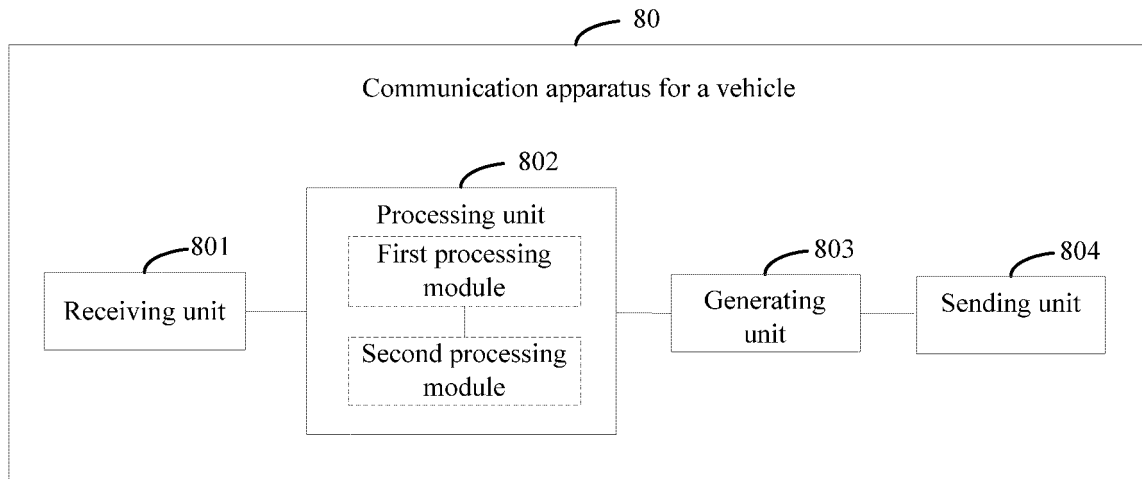 80
Communication apparatus for a vehicle
802
Processing unit
First processing
module
Second processing
module
801
Receiving unit
803
Generating
unit
804
Sending unit